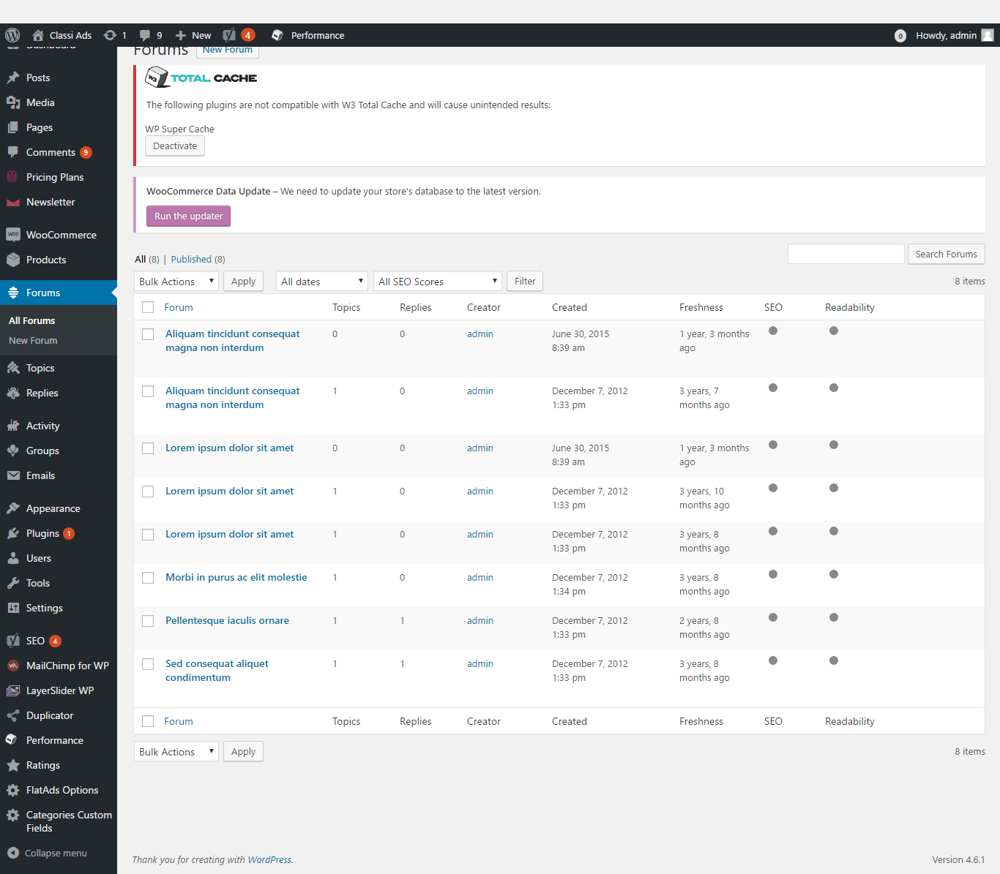 Classi Ads 1 9 New 4 Performance 0 Howdy, admin
Dashboard
Posts
Media
Pages
Comments 9
Pricing Plans
Newsletter
WooCommerce
Products
Forums
All Forums
New Forum
Topics
Replies
Activity
Groups
Emails
Appearance
Plugins 1
Users
Tools
Settings
SEO 4
MailChimp for WP
LayerSlider WP
Duplicator
Performance
Ratings
FlatAds Options
Categories Custom
Fields
Collapse menu
Forums New Forum
W3 TOTAL CACHE
The following plugins are not compatible with W3 Total Cache and will cause unintended results:
WP Super Cache
Deactivate
WooCommerce Data Update – We need to update your store's database to the latest version.
Run the updater
All (8) | Published (8)
Search Forums
Bulk Actions Apply All dates All SEO Scores Filter 8 items
Forum Topics Replies Creator Created Freshness SEO Readability
Aliquam tincidunt consequat 0 0 admin June 30, 2015 1 year, 3 months
magna non interdum 8:39 am ago
Aliquam tincidunt consequat 1 0 admin December 7, 2012 3 years, 7
magna non interdum 1:33 pm months ago
Lorem ipsum dolor sit amet 0 0 admin June 30, 2015 1 year, 3 months
8:39 am ago
Lorem ipsum dolor sit amet 1 0 admin December 7, 2012 3 years, 10
1:33 pm months ago
Lorem ipsum dolor sit amet 1 0 admin December 7, 2012 3 years, 8
1:33 pm months ago
Morbi in purus ac elit molestie 1 0 admin December 7, 2012 3 years, 8
1:34 pm months ago
Pellentesque iaculis ornare 1 1 admin December 7, 2012 2 years, 8
1:33 pm months ago
Sed consequat aliquet 1 1 admin December 7, 2012 3 years, 8
condimentum 1:33 pm months ago
Forum Topics Replies Creator Created Freshness SEO Readability
Bulk Actions Apply 8 items
Thank you for creating with WordPress. Version 4.6.1